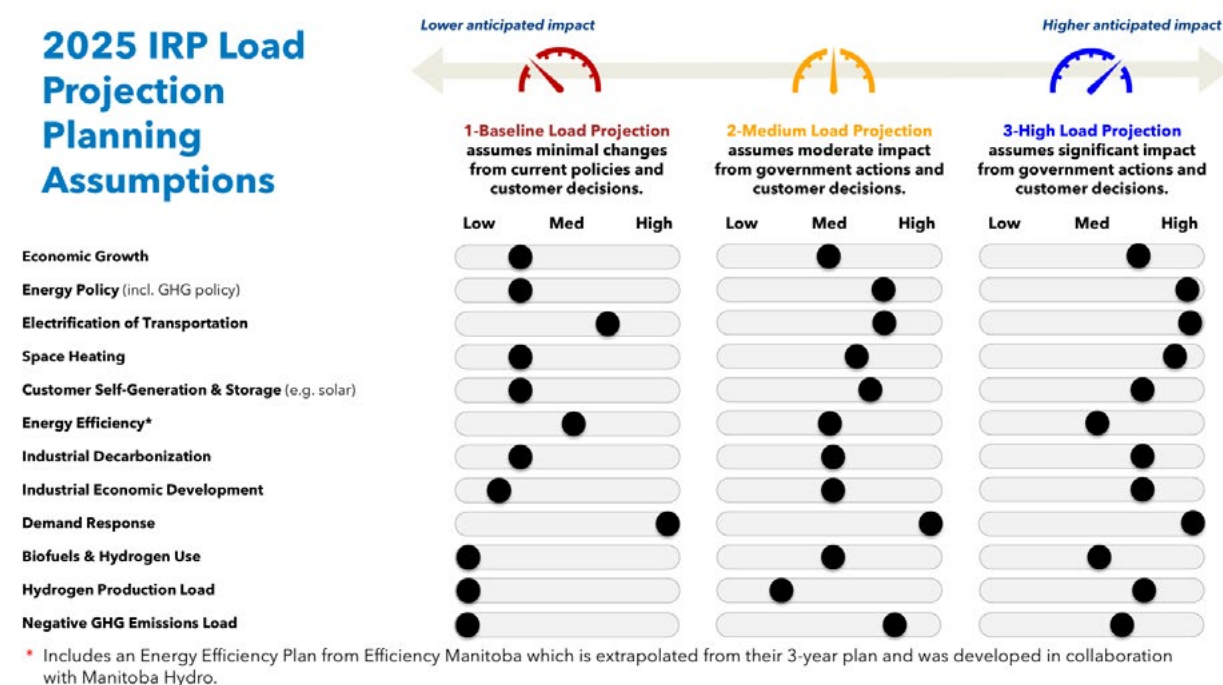 2025 IRP Load
Projection
Planning
Assumptions
Lower anticipated impact
Higher anticipated impact
1-Baseline Load Projection
assumes minimal changes
from current policies and
customer decisions.
2-Medium Load Projection
assumes moderate impact
from government actions and
customer decisions.
3-High Load Projection
assumes significant impact
from government actions and
customer decisions.
Low Med High
Low Med High
Low Med High
Economic Growth
Energy Policy (incl. GHG policy)
Electrification of Transportation
Space Heating
Customer Self-Generation & Storage (e.g. solar)
Energy Efficiency*
Industrial Decarbonization
Industrial Economic Development
Demand Response
Biofuels & Hydrogen Use
Hydrogen Production Load
Negative GHG Emissions Load
* Includes an Energy Efficiency Plan from Efficiency Manitoba which is extrapolated from their 3-year plan and was developed in collaboration
with Manitoba Hydro.